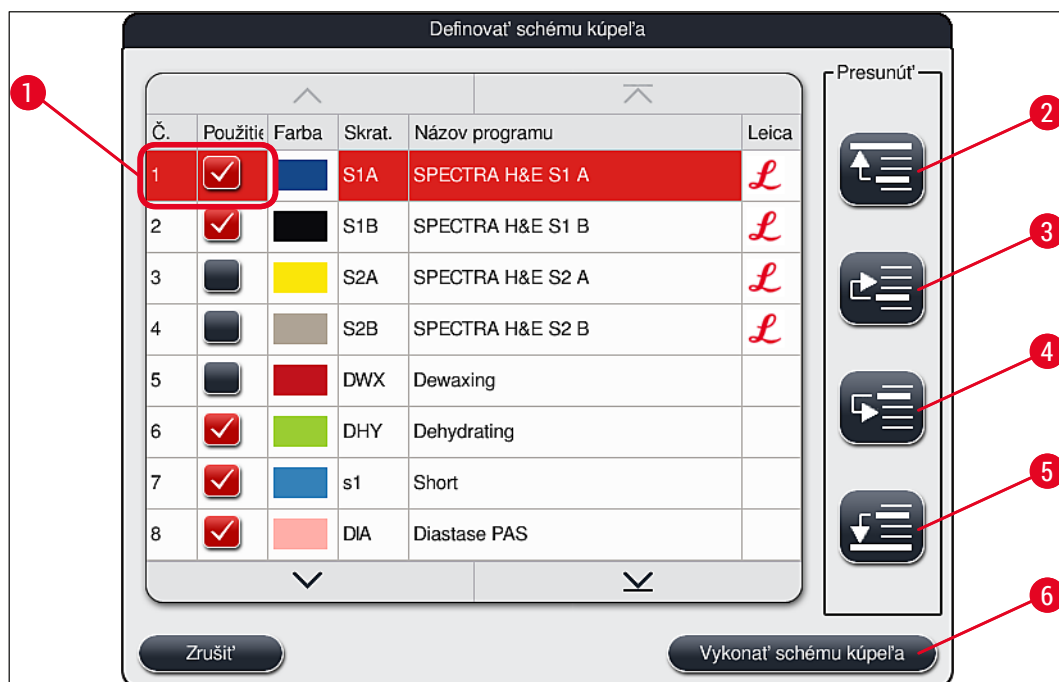 Definovať schému kúpeľa
Presunúť
Č. Použitie Farba Skrat. Názov programu Leica
1 S1A SPECTRA H&E S1 A
2 S1B SPECTRA H&E S1 B
3 S2A SPECTRA H&E S2 A
4 S2B SPECTRA H&E S2 B
5 DWX Dewaxing
6 DHY Dehydrating
7 s1 Short
8 DIA Diastase PAS
Zrušiť
Vykonať schému kúpeľa
1
2
3
4
5
6